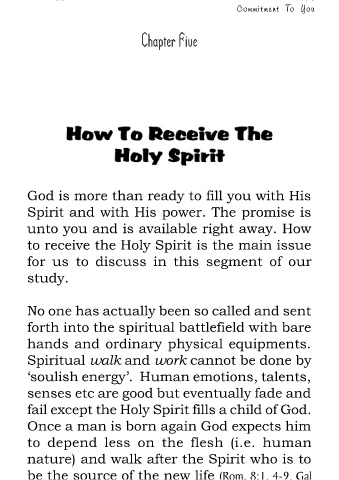 Commitment To You
Chapter Five
How To Receive The
Holy Spirit
God is more than ready to fill you with His
Spirit and with His power. The promise is
unto you and is available right away. How
to receive the Holy Spirit is the main issue
for us to discuss in this segment of our
study.
No one has actually been so called and sent
forth into the spiritual battlefield with bare
hands and ordinary physical equipments.
Spiritual walk and work cannot be done by
‘soulish energy’.  Human emotions, talents,
senses etc are good but eventually fade and
fail except the Holy Spirit fills a child of God.
Once a man is born again God expects him
to depend less on the flesh (i.e. human
nature) and walk after the Spirit who is to
be the source of the new life (Rom. 8:1, 4-9, Gal